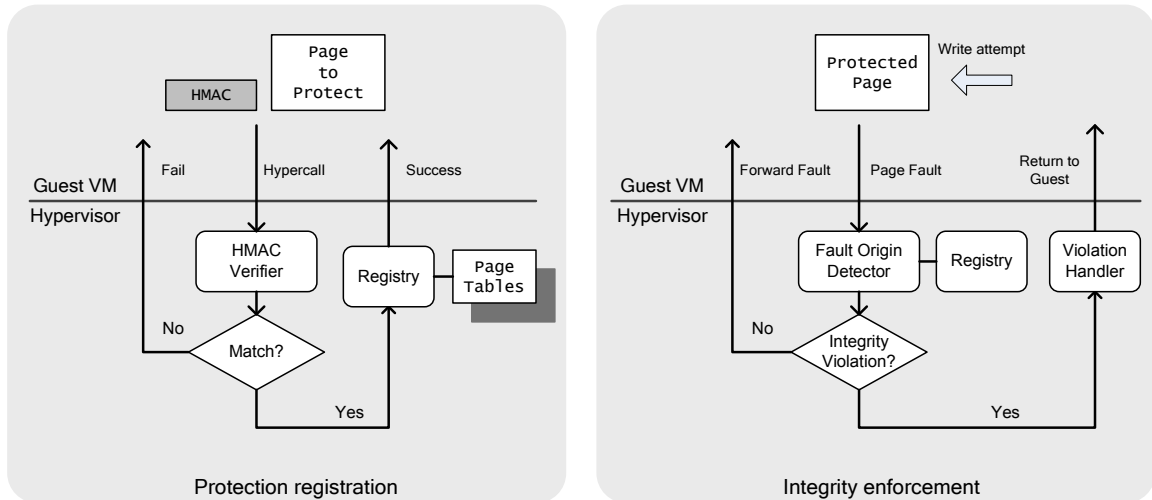 Page
to
Protect
HMAC
Fail
Hypercall
Success
Guest VM
Hypervisor
HMAC
Verifier
Registry
Page
Tables
No
Match?
Yes
Protection registration
Protected
Page
Write attempt
Forward Fault
Page Fault
Return to
Guest
Guest VM
Hypervisor
Fault Origin
Detector
Registry
Violation
Handler
No
Integrity
Violation?
Yes
Integrity enforcement